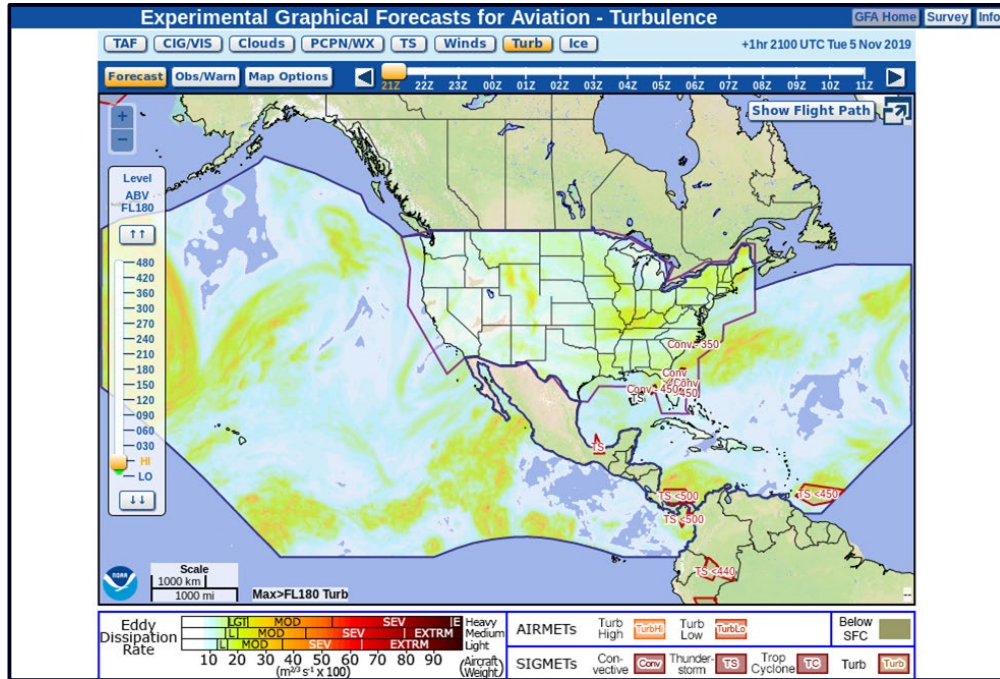 Experimental Graphical Forecasts for Aviation - Turbulence
GFA Home Survey Info
TAF CIG/VIS Clouds PCPN/WX TS Winds Turb Ice
+1hr 2100 UTC Tue 5 Nov 2019
Forecast Obs/Warn Map Options
21Z 22Z 23Z 00Z 01Z 02Z 03Z 04Z 05Z 06Z 07Z 08Z 09Z 10Z 11Z
+
−
Show Flight Path
Level
ABV
FL180
↑↑
480
420
360
300
270
240
210
180
150
120
090
060
030
HI
LO
↓↓
Conv - 350
Conv
Conv - 450
Conv
450
TS
TS
TS <500
TS <500
TS <450
TS <440
NOAA
Scale
1000 km
1000 mi
Max>FL180 Turb
--
Eddy
Dissipation
Rate
LGT MOD SEV E Heavy
L MOD SEV EXTRM Medium
L MOD SEV EXTRM Light
10 20 30 40 50 60 70 80 90
(m²ᐟ³ s⁻¹ x 100)
(Aircraft
Weight)
AIRMETs
Turb
High
TurbHi
Turb
Low
TurbLo
Below
SFC
SIGMETs
Con-
vective
Conv
Thunder-
storm
TS
Trop
Cyclone
TC
Turb
Turb